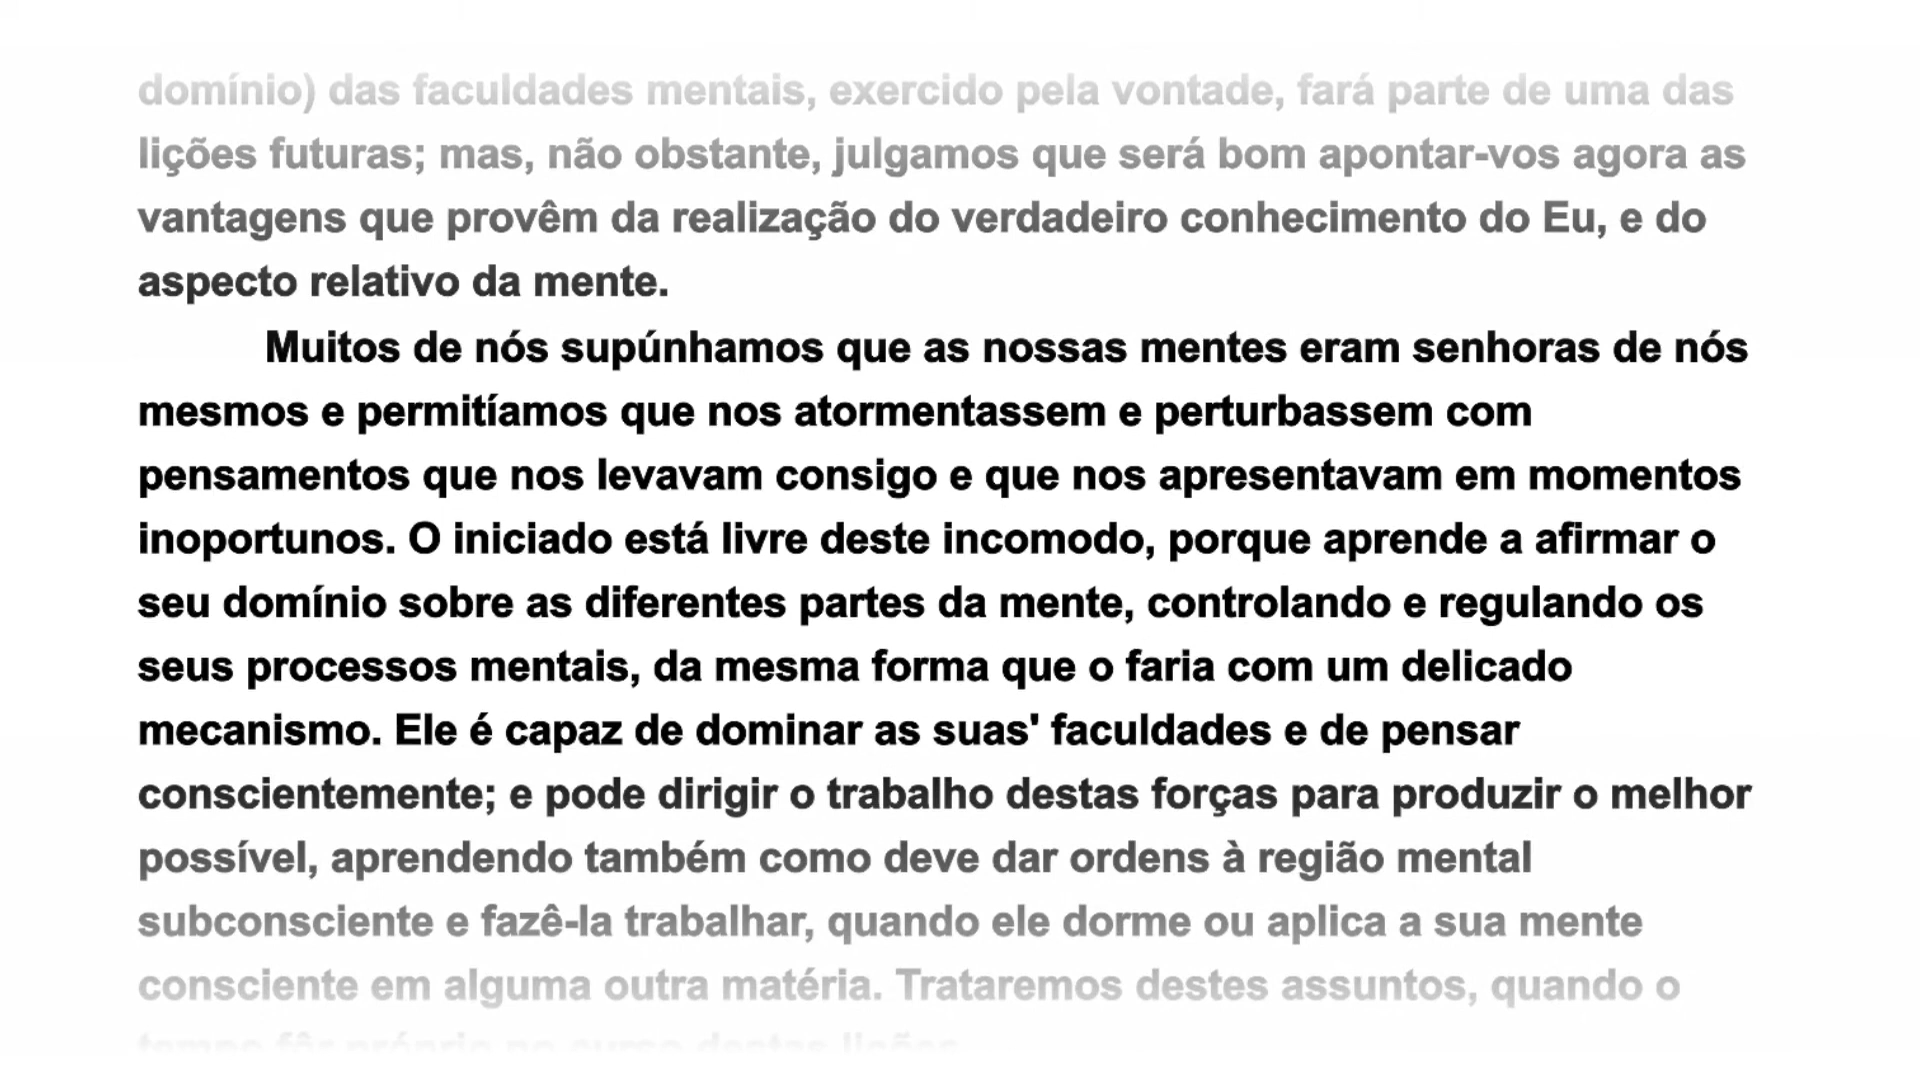 domínio) das faculdades mentais, exercido pela vontade, fará parte de uma das
lições futuras; mas, não obstante, julgamos que será bom apontar-vos agora as
vantagens que provêm da realização do verdadeiro conhecimento do Eu, e do
aspecto relativo da mente.
Muitos de nós supúnhamos que as nossas mentes eram senhoras de nós
mesmos e permitíamos que nos atormentassem e perturbassem com
pensamentos que nos levavam consigo e que nos apresentavam em momentos
inoportunos. O iniciado está livre deste incomodo, porque aprende a afirmar o
seu domínio sobre as diferentes partes da mente, controlando e regulando os
seus processos mentais, da mesma forma que o faria com um delicado
mecanismo. Ele é capaz de dominar as suas' faculdades e de pensar
conscientemente; e pode dirigir o trabalho destas forças para produzir o melhor
possível, aprendendo também como deve dar ordens à região mental
subconsciente e fazê-la trabalhar, quando ele dorme ou aplica a sua mente
consciente em alguma outra matéria. Trataremos destes assuntos, quando o
tempo fôr próprio no curso destas lições